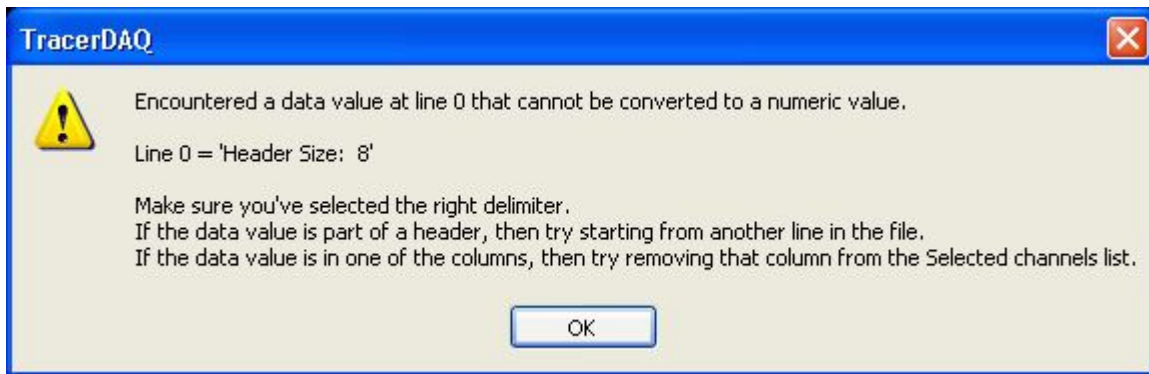 TracerDAQ
Encountered a data value at line 0 that cannot be converted to a numeric value.
Line 0 = 'Header Size:  8'
Make sure you've selected the right delimiter.
If the data value is part of a header, then try starting from another line in the file.
If the data value is in one of the columns, then try removing that column from the Selected channels list.
OK